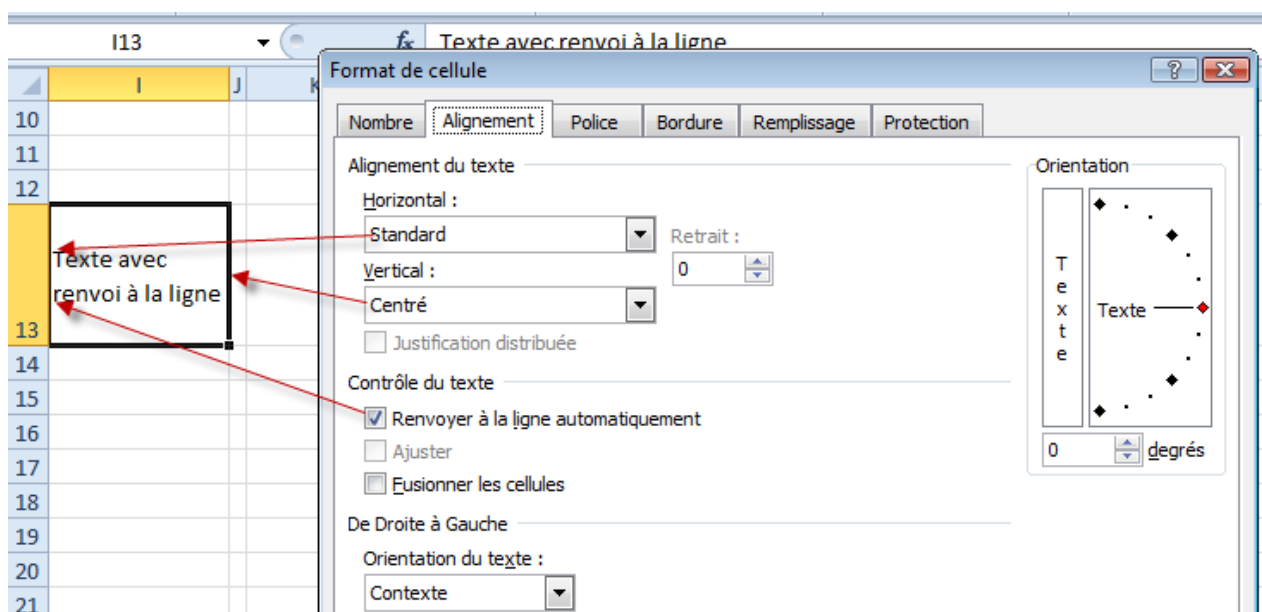 I13 fx Texte avec renvoi à la ligne
Format de cellule
I J K
Nombre Alignement Police Bordure Remplissage Protection
10
11
12
13
14
15
16
17
18
19
20
21
Texte avec
renvoi à la ligne
Alignement du texte
Horizontal :
Standard
Retrait :
Vertical :
0
Centré
Justification distribuée
Contrôle du texte
Renvoyer à la ligne automatiquement
Ajuster
Fusionner les cellules
De Droite à Gauche
Orientation du texte :
Contexte
Orientation
T
e
x
t
e
Texte
0 degrés